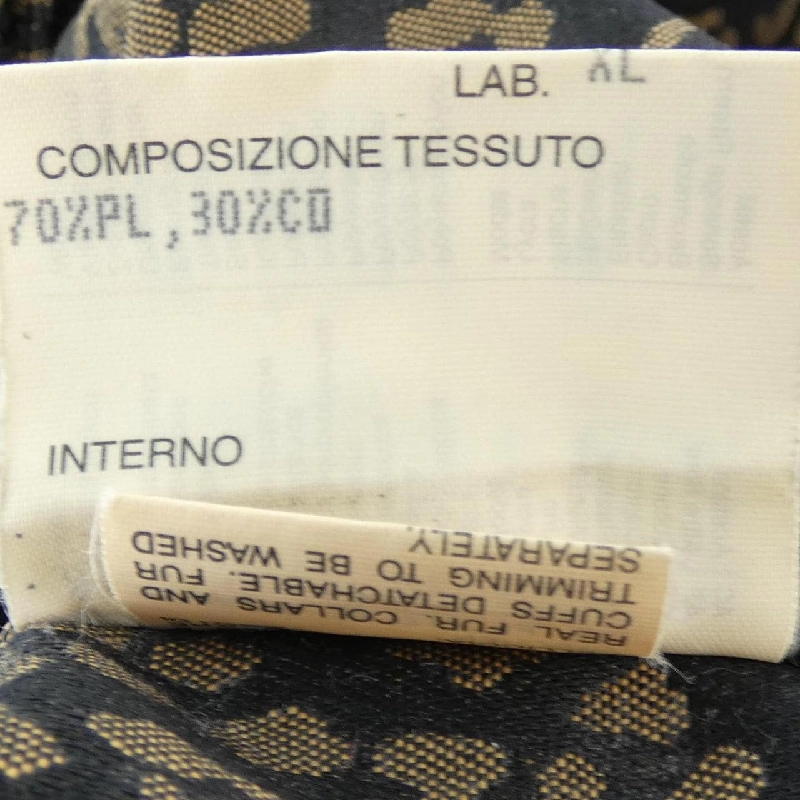 LAB. XL
COMPOSIZIONE TESSUTO
70%PL,30%CO
INTERNO
REAL FUR. COLLARS AND
CUFFS DETATCHABLE. FUR
TRIMMING TO BE WASHED
SEPARATELY.